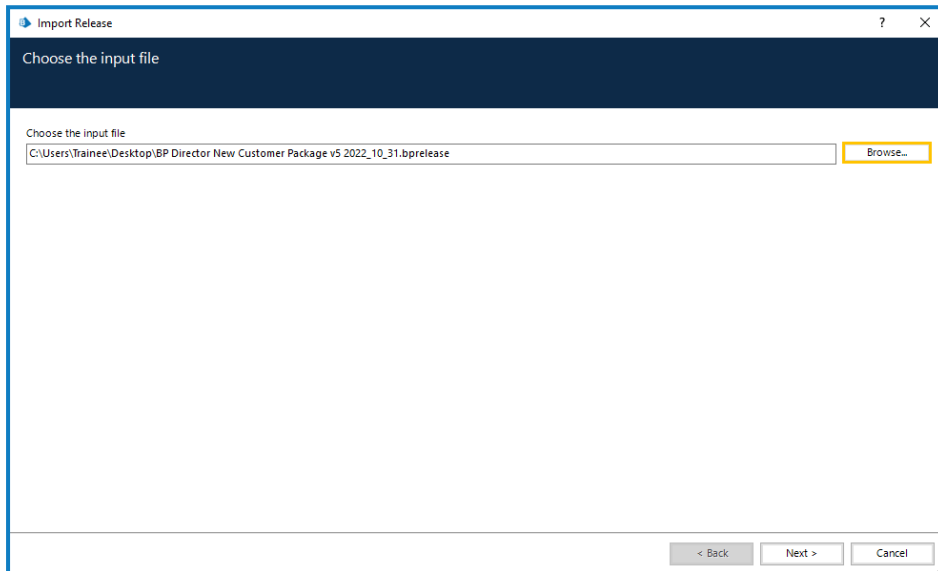 Import Release
?
Choose the input file
Choose the input file
C:\Users\Trainee\Desktop\BP Director New Customer Package v5 2022_10_31.bprelease
Browse...
< Back
Next >
Cancel